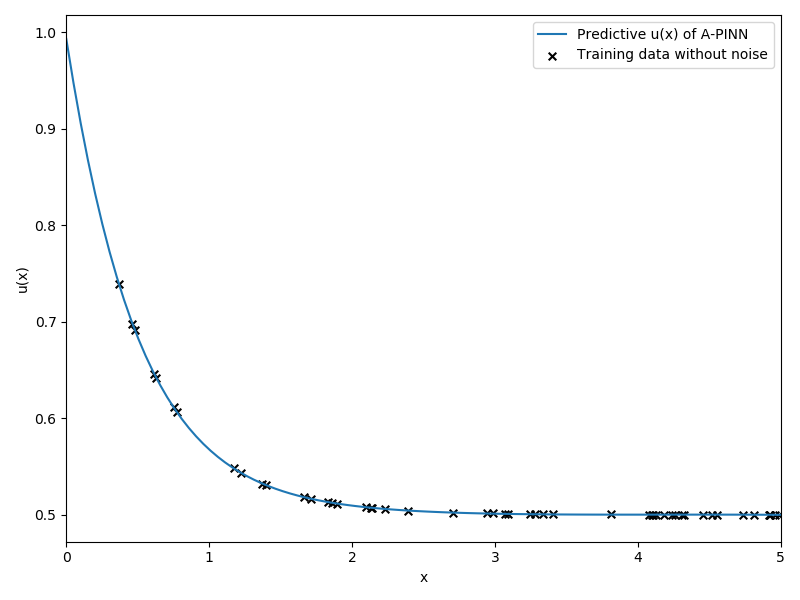 Predictive u(x) of A-PINN
Training data without noise
1.0
0.9
0.8
0.7
0.6
0.5
u(x)
0 1 2 3 4 5
x